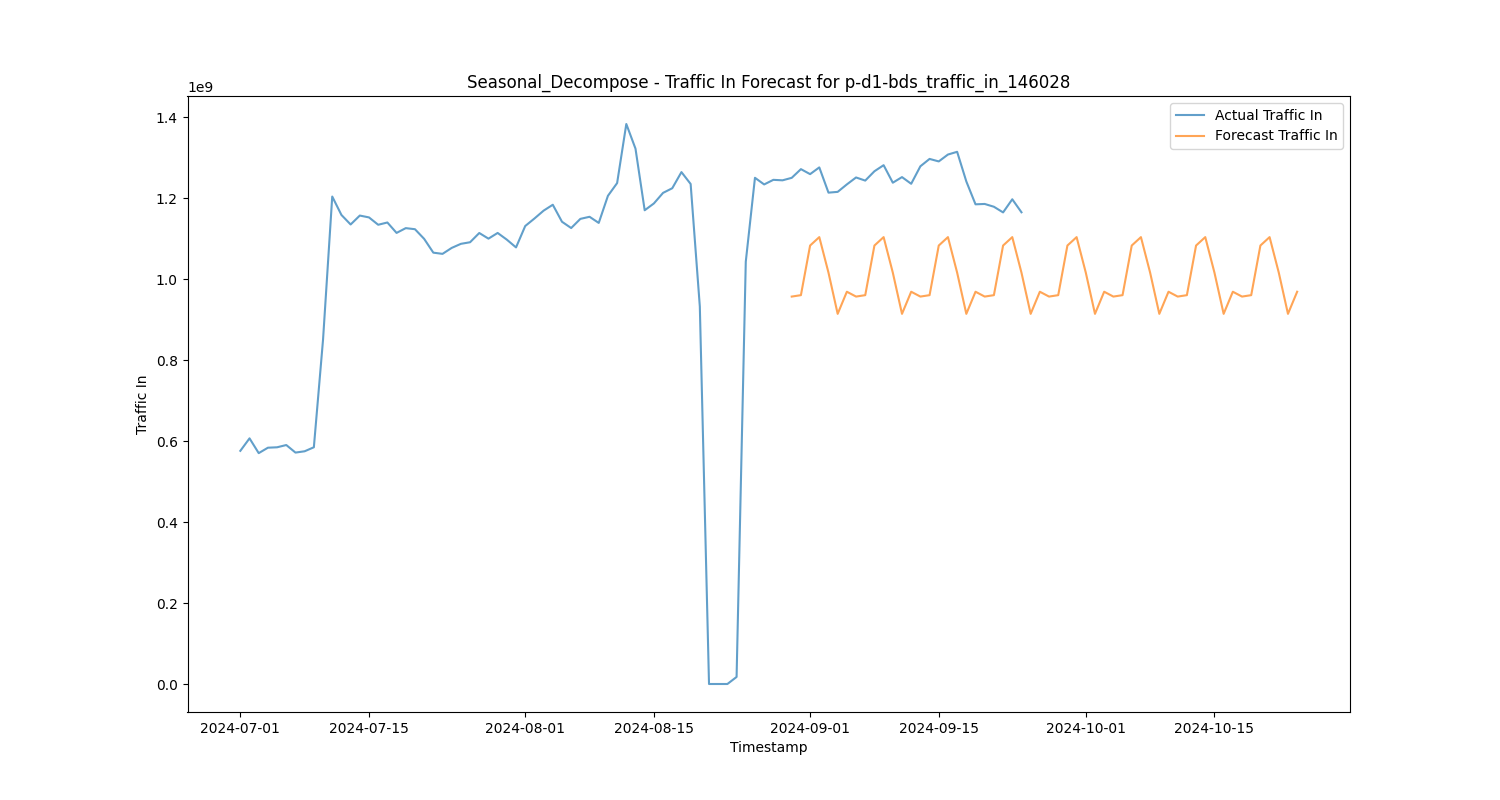 Seasonal_Decompose - Traffic In Forecast for p-d1-bds_traffic_in_146028
1e9
Actual Traffic In
Forecast Traffic In
1.4
1.2
1.0
0.8
0.6
0.4
0.2
0.0
Traffic In
2024-07-01 2024-07-15 2024-08-01 2024-08-15 2024-09-01 2024-09-15 2024-10-01 2024-10-15
Timestamp